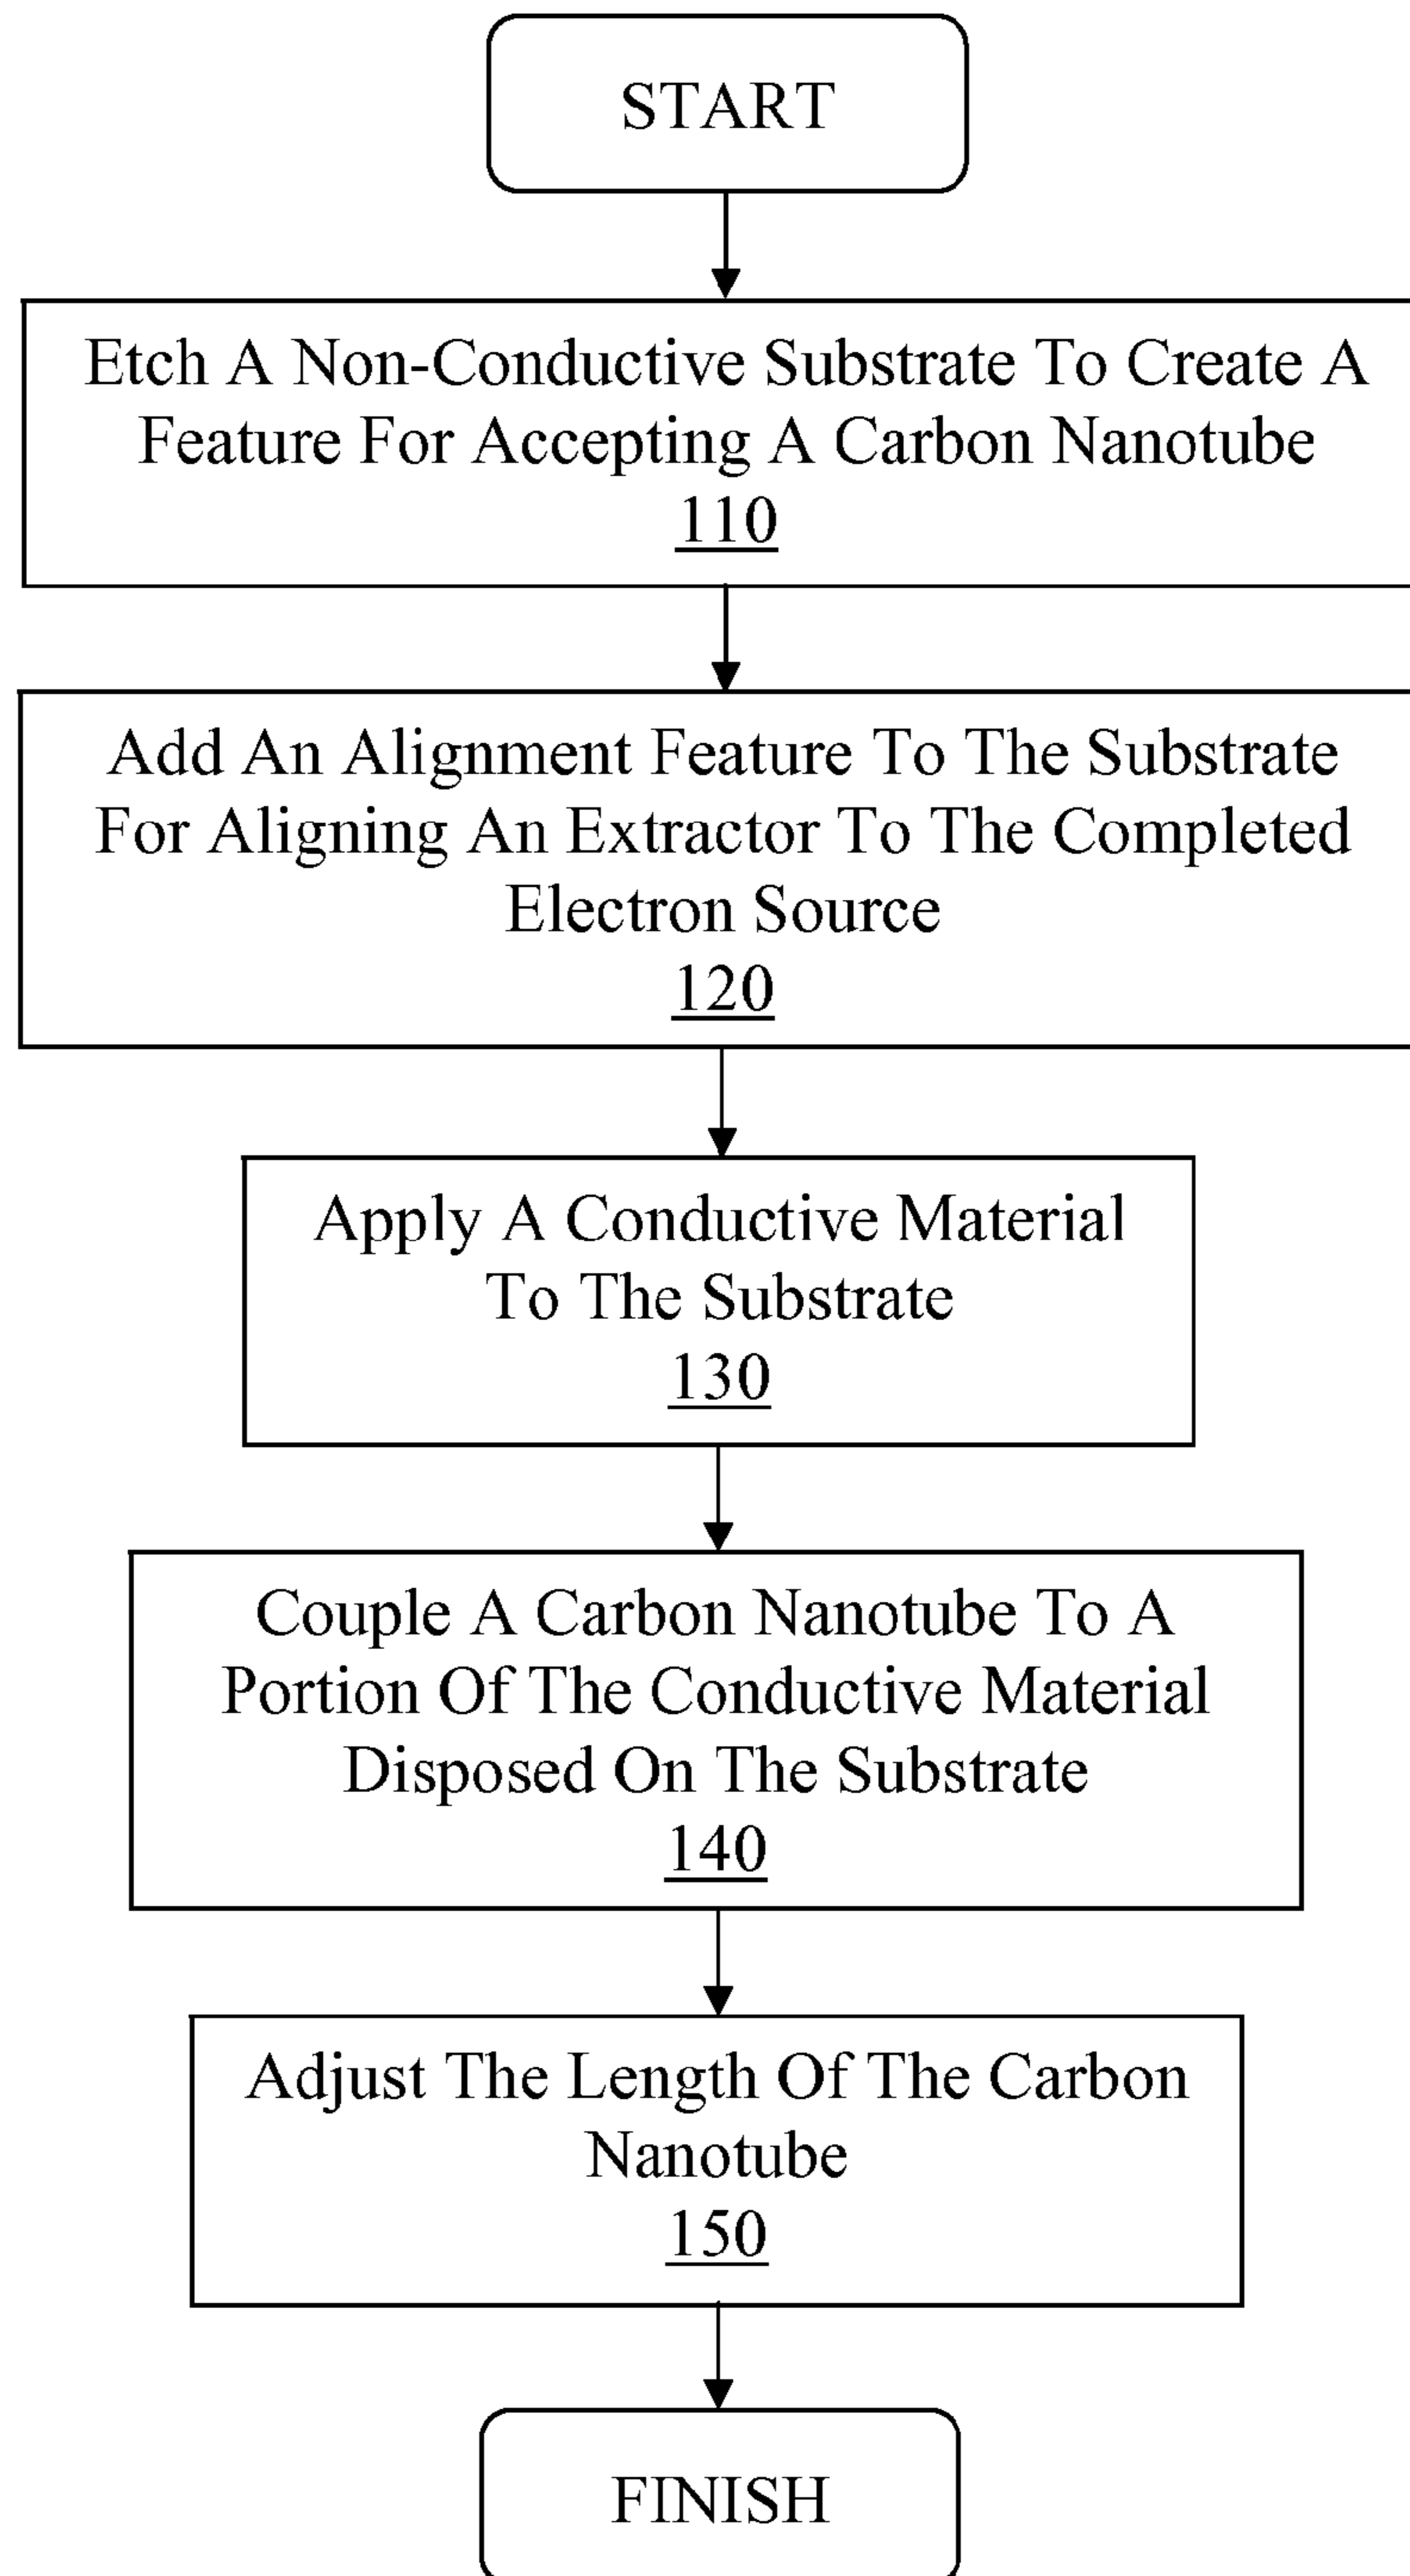 START
Etch A Non-Conductive Substrate To Create A
Feature For Accepting A Carbon Nanotube
110
Add An Alignment Feature To The Substrate
For Aligning An Extractor To The Completed
Electron Source
120
Apply A Conductive Material
To The Substrate
130
Couple A Carbon Nanotube To A
Portion Of The Conductive Material
Disposed On The Substrate
140
Adjust The Length Of The Carbon
Nanotube
150
FINISH